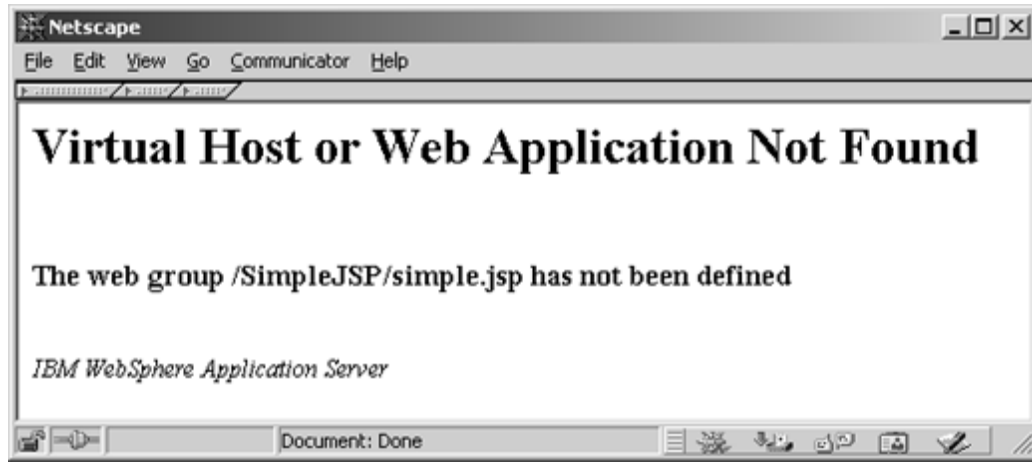 Netscape
File Edit View Go Communicator Help
Virtual Host or Web Application Not Found
The web group /SimpleJSP/simple.jsp has not been defined
IBM WebSphere Application Server
Document: Done